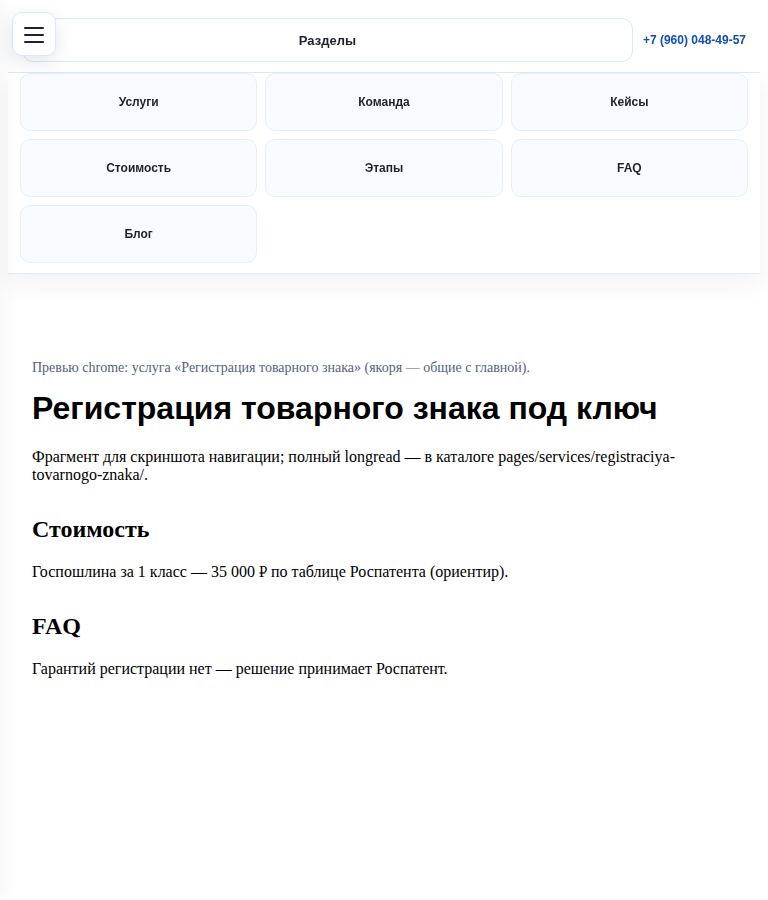 Разделы
+7 (960) 048-49-57
Услуги
Команда
Кейсы
Стоимость
Этапы
FAQ
Блог
Превью chrome: услуга «Регистрация товарного знака» (якоря — общие с главной).
Регистрация товарного знака под ключ
Фрагмент для скриншота навигации; полный longread — в каталоге pages/services/registraciya-
tovarnogo-znaka/.
Стоимость
Госпошлина за 1 класс — 35 000 ₽ по таблице Роспатента (ориентир).
FAQ
Гарантий регистрации нет — решение принимает Роспатент.